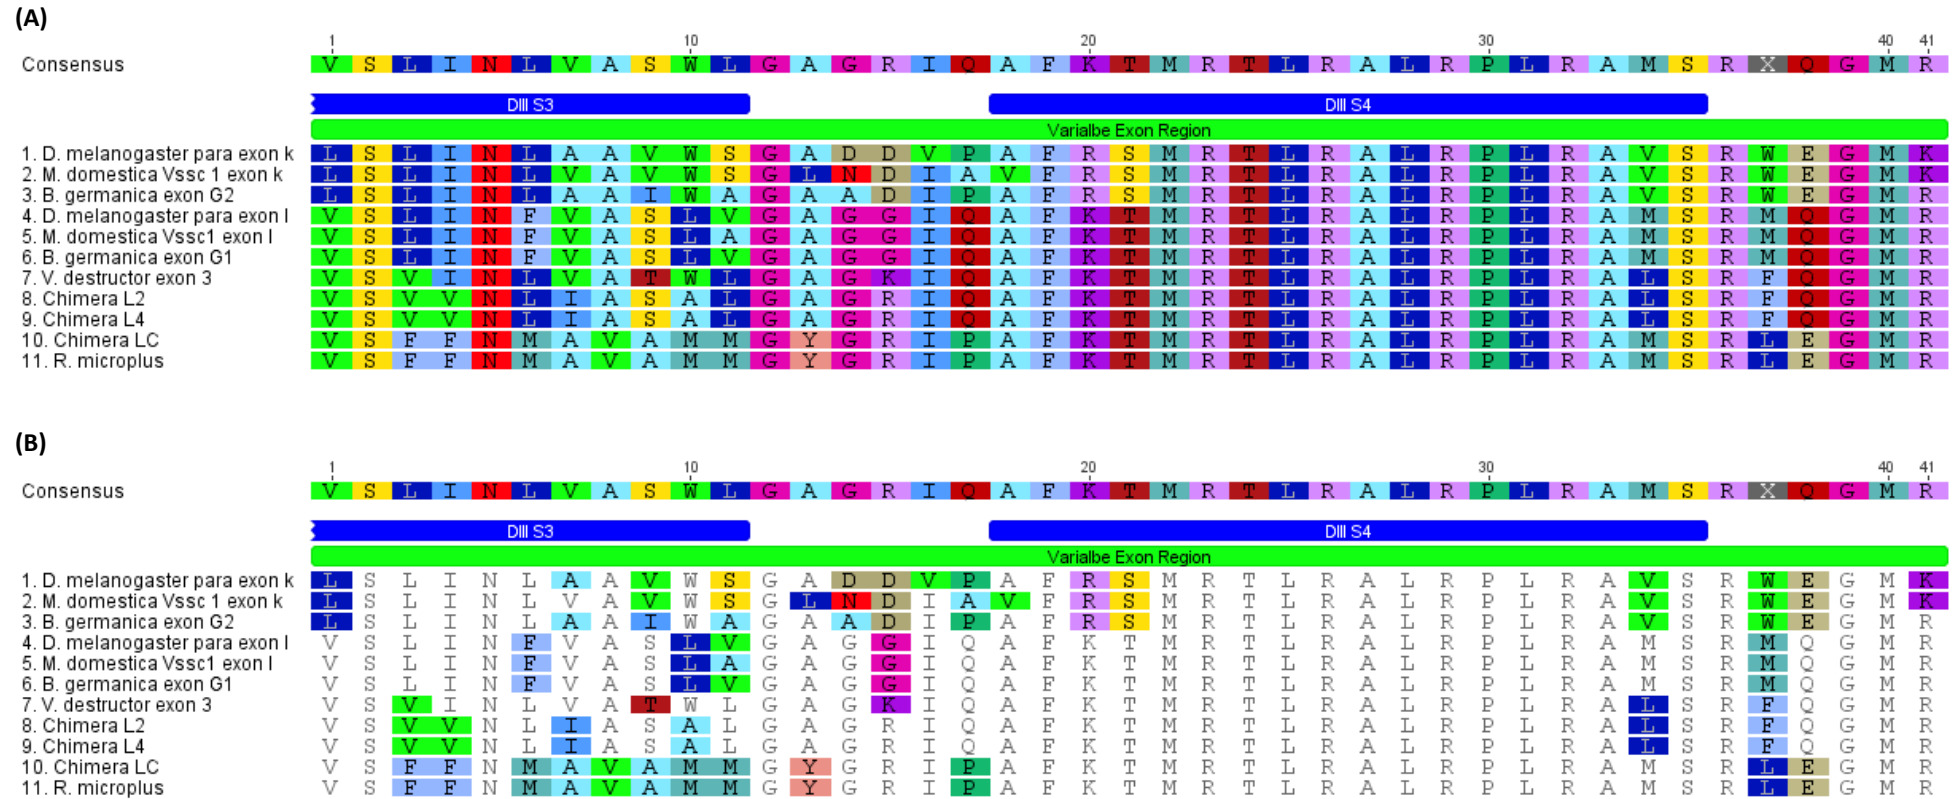 (A)
1 10 20 30 40 41
Consensus V S L I N L V A S W L G A G R I Q A F K T M R T L R A L R P L R A M S R X Q G M R
DIII S3 DIII S4
Varialbe Exon Region
1. D. melanogaster para exon k L S L I N L A A V W S G A D D V P A F R S M R T L R A L R P L R A V S R W E G M K
2. M. domestica Vssc 1 exon k L S L I N L V A V W S G L N D I A V F R S M R T L R A L R P L R A V S R W E G M K
3. B. germanica exon G2 L S L I N L A A I W A G A A D I P A F R S M R T L R A L R P L R A V S R W E G M R
4. D. melanogaster para exon l V S L I N F V A S L V G A G G I Q A F K T M R T L R A L R P L R A M S R M Q G M R
5. M. domestica Vssc1 exon l V S L I N F V A S L A G A G G I Q A F K T M R T L R A L R P L R A M S R M Q G M R
6. B. germanica exon G1 V S L I N F V A S L V G A G G I Q A F K T M R T L R A L R P L R A M S R M Q G M R
7. V. destructor exon 3 V S V I N L V A T W L G A G K I Q A F K T M R T L R A L R P L R A L S R F Q G M R
8. Chimera L2 V S V V N L I A S A L G A G R I Q A F K T M R T L R A L R P L R A L S R F Q G M R
9. Chimera L4 V S V V N L I A S A L G A G R I Q A F K T M R T L R A L R P L R A L S R F Q G M R
10. Chimera LC V S F F N M A V A M M G Y G R I P A F K T M R T L R A L R P L R A M S R L E G M R
11. R. microplus V S F F N M A V A M M G Y G R I P A F K T M R T L R A L R P L R A M S R L E G M R
(B)
1 10 20 30 40 41
Consensus V S L I N L V A S W L G A G R I Q A F K T M R T L R A L R P L R A M S R X Q G M R
DIII S3 DIII S4
Varialbe Exon Region
1. D. melanogaster para exon k L S L I N L A A V W S G A D D V P A F R S M R T L R A L R P L R A V S R W E G M K
2. M. domestica Vssc 1 exon k L S L I N L V A V W S G L N D I A V F R S M R T L R A L R P L R A V S R W E G M K
3. B. germanica exon G2 L S L I N L A A I W A G A A D I P A F R S M R T L R A L R P L R A V S R W E G M R
4. D. melanogaster para exon l V S L I N F V A S L V G A G G I Q A F K T M R T L R A L R P L R A M S R M Q G M R
5. M. domestica Vssc1 exon l V S L I N F V A S L A G A G G I Q A F K T M R T L R A L R P L R A M S R M Q G M R
6. B. germanica exon G1 V S L I N F V A S L V G A G G I Q A F K T M R T L R A L R P L R A M S R M Q G M R
7. V. destructor exon 3 V S V I N L V A T W L G A G K I Q A F K T M R T L R A L R P L R A L S R F Q G M R
8. Chimera L2 V S V V N L I A S A L G A G R I Q A F K T M R T L R A L R P L R A L S R F Q G M R
9. Chimera L4 V S V V N L I A S A L G A G R I Q A F K T M R T L R A L R P L R A L S R F Q G M R
10. Chimera LC V S F F N M A V A M M G Y G R I P A F K T M R T L R A L R P L R A M S R L E G M R
11. R. microplus V S F F N M A V A M M G Y G R I P A F K T M R T L R A L R P L R A M S R L E G M R